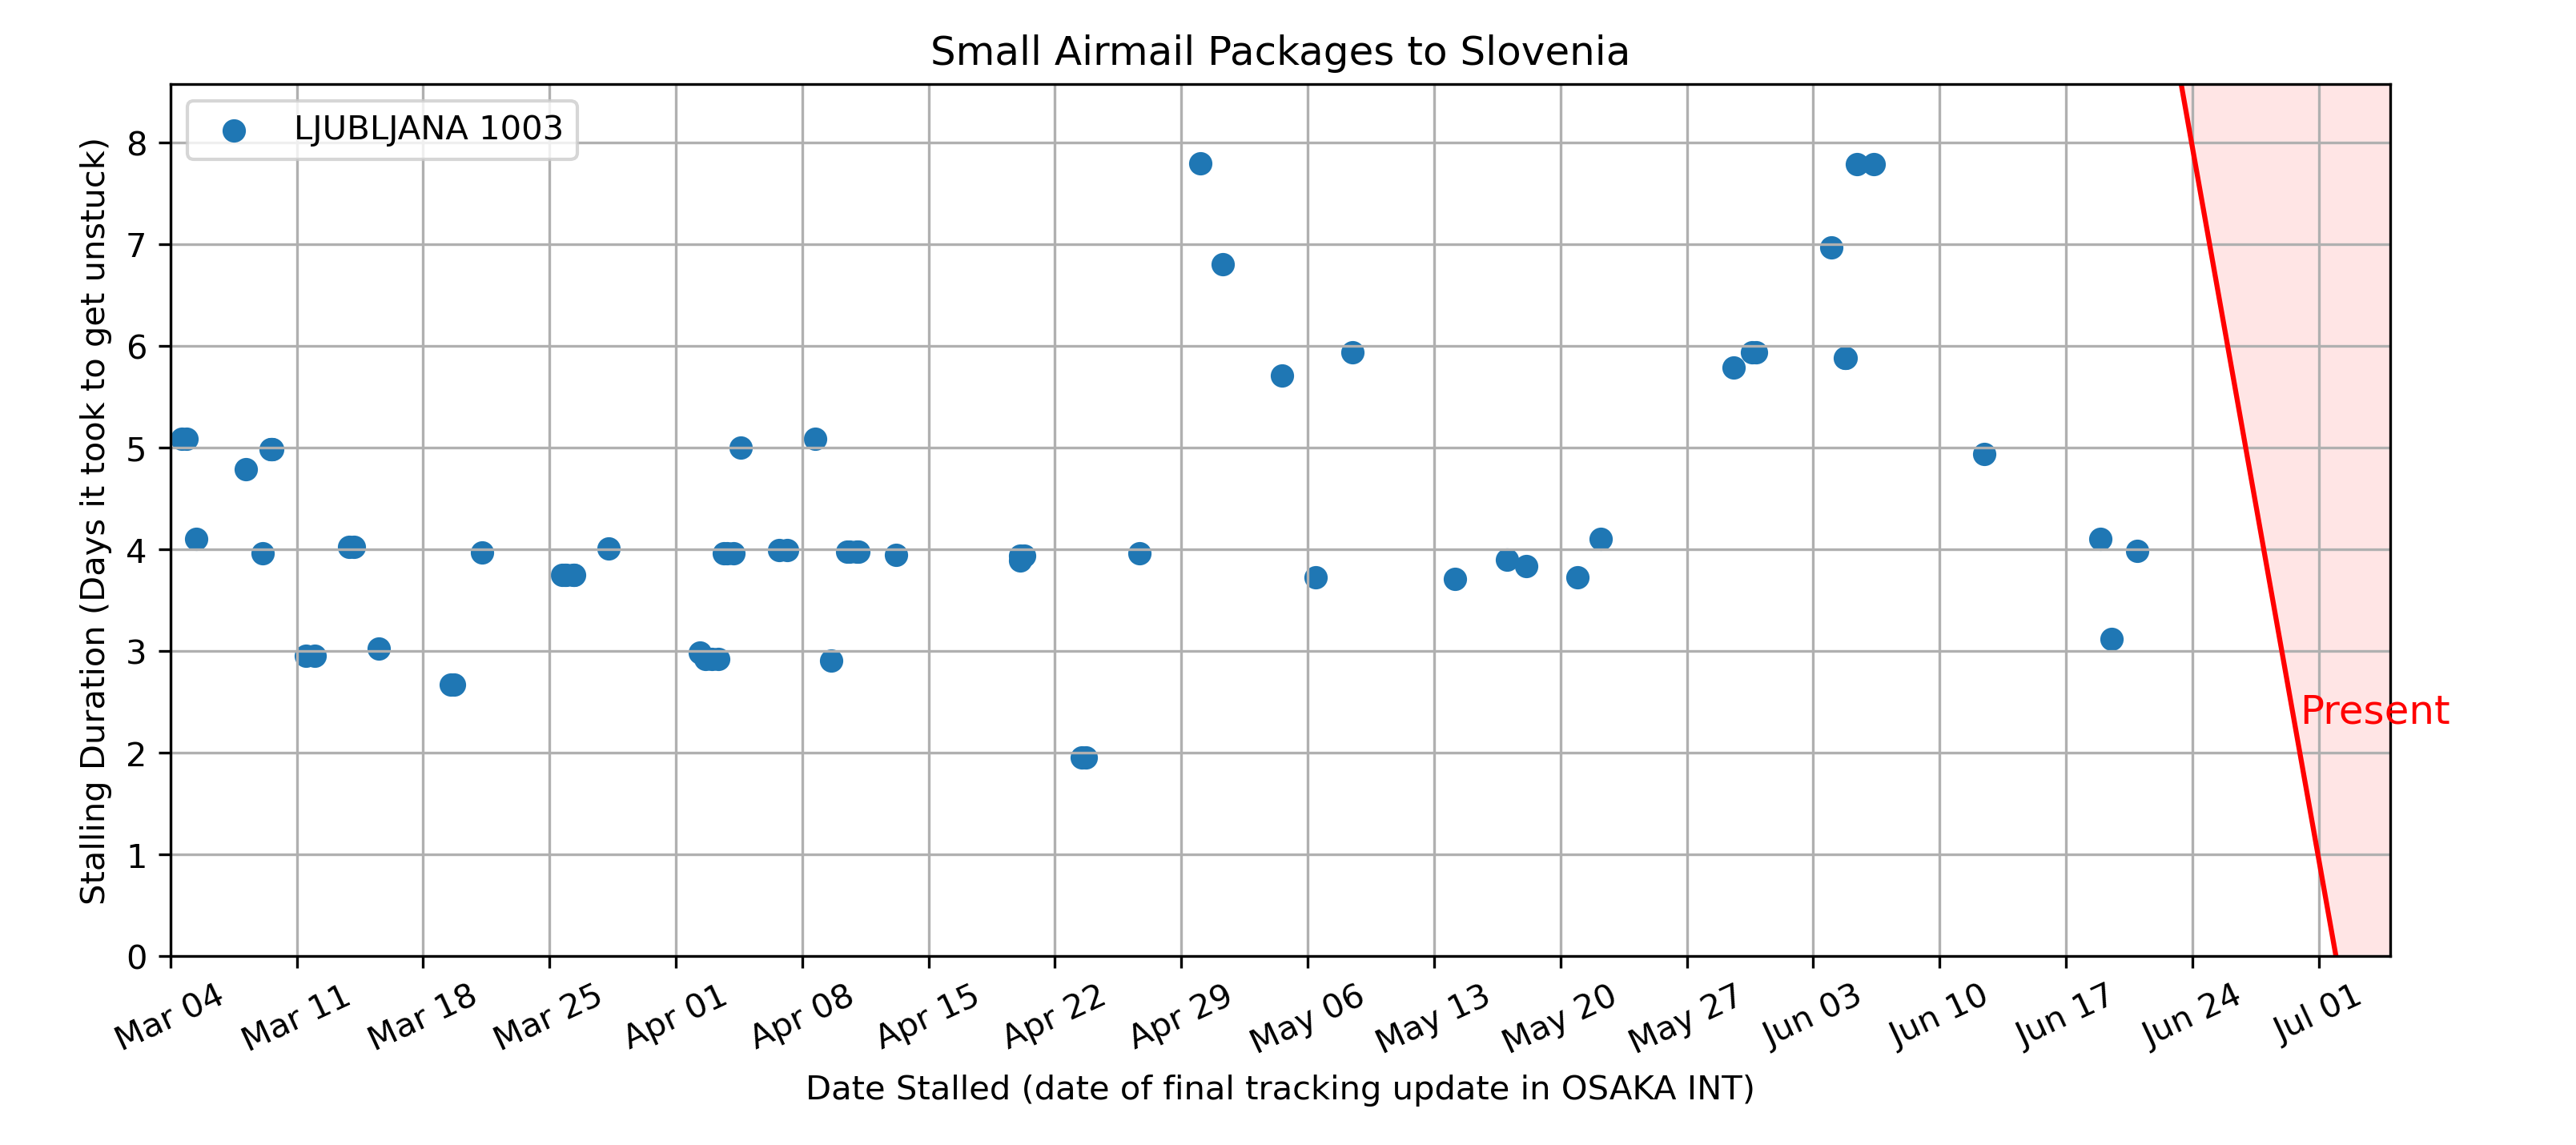 Small Airmail Packages to Slovenia
LJUBLJANA 1003
Stalling Duration (Days it took to get unstuck)
8
7
6
5
4
3
2
1
0
Present
Mar 04 Mar 11 Mar 18 Mar 25 Apr 01 Apr 08 Apr 15 Apr 22 Apr 29 May 06 May 13 May 20 May 27 Jun 03 Jun 10 Jun 17 Jun 24 Jul 01
Date Stalled (date of final tracking update in OSAKA INT)